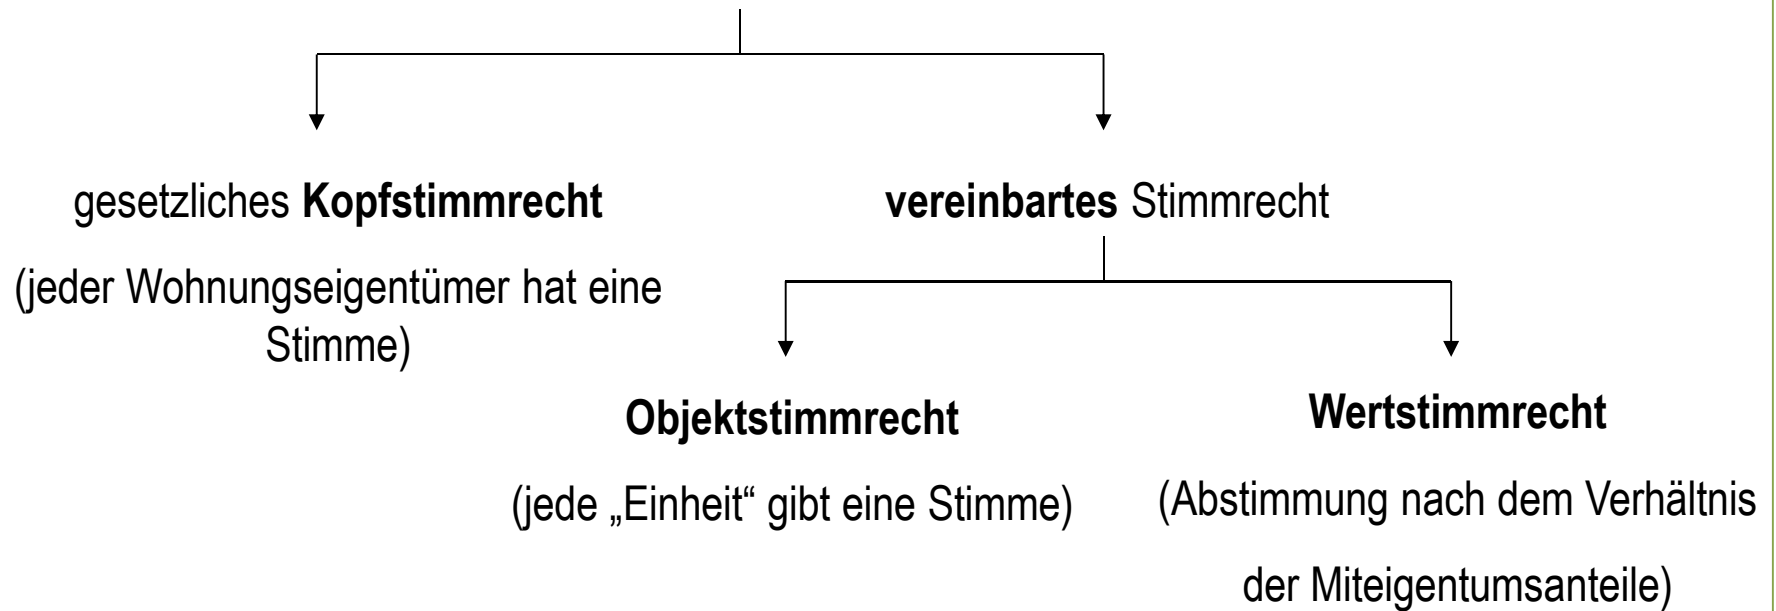 gesetzliches Kopfstimmrecht
(jeder Wohnungseigentümer hat eine
Stimme)
vereinbartes Stimmrecht
Objektstimmrecht
(jede „Einheit“ gibt eine Stimme)
Wertstimmrecht
(Abstimmung nach dem Verhältnis
der Miteigentumsanteile)